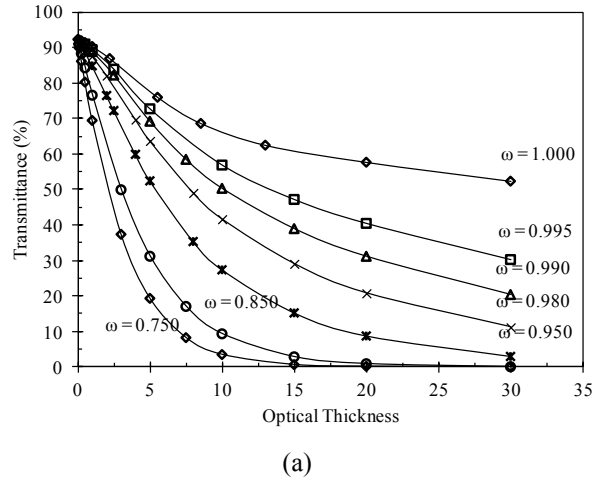 100
90
80
70
60
50
40
30
20
10
0
Transmittance (%)
ω = 1.000
ω = 0.995
ω = 0.990
ω = 0.980
ω = 0.950
ω = 0.850
ω = 0.750
0 5 10 15 20 25 30 35
Optical Thickness
(a)